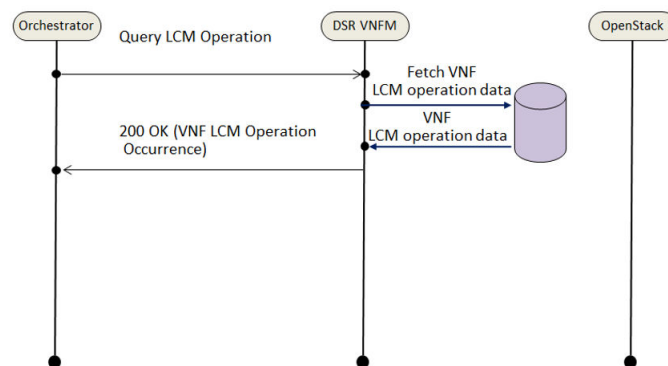 Orchestrator
DSR VNFM
OpenStack
Query LCM Operation
Fetch VNF
LCM operation data
VNF
LCM operation data
200 OK (VNF LCM Operation
Occurrence)